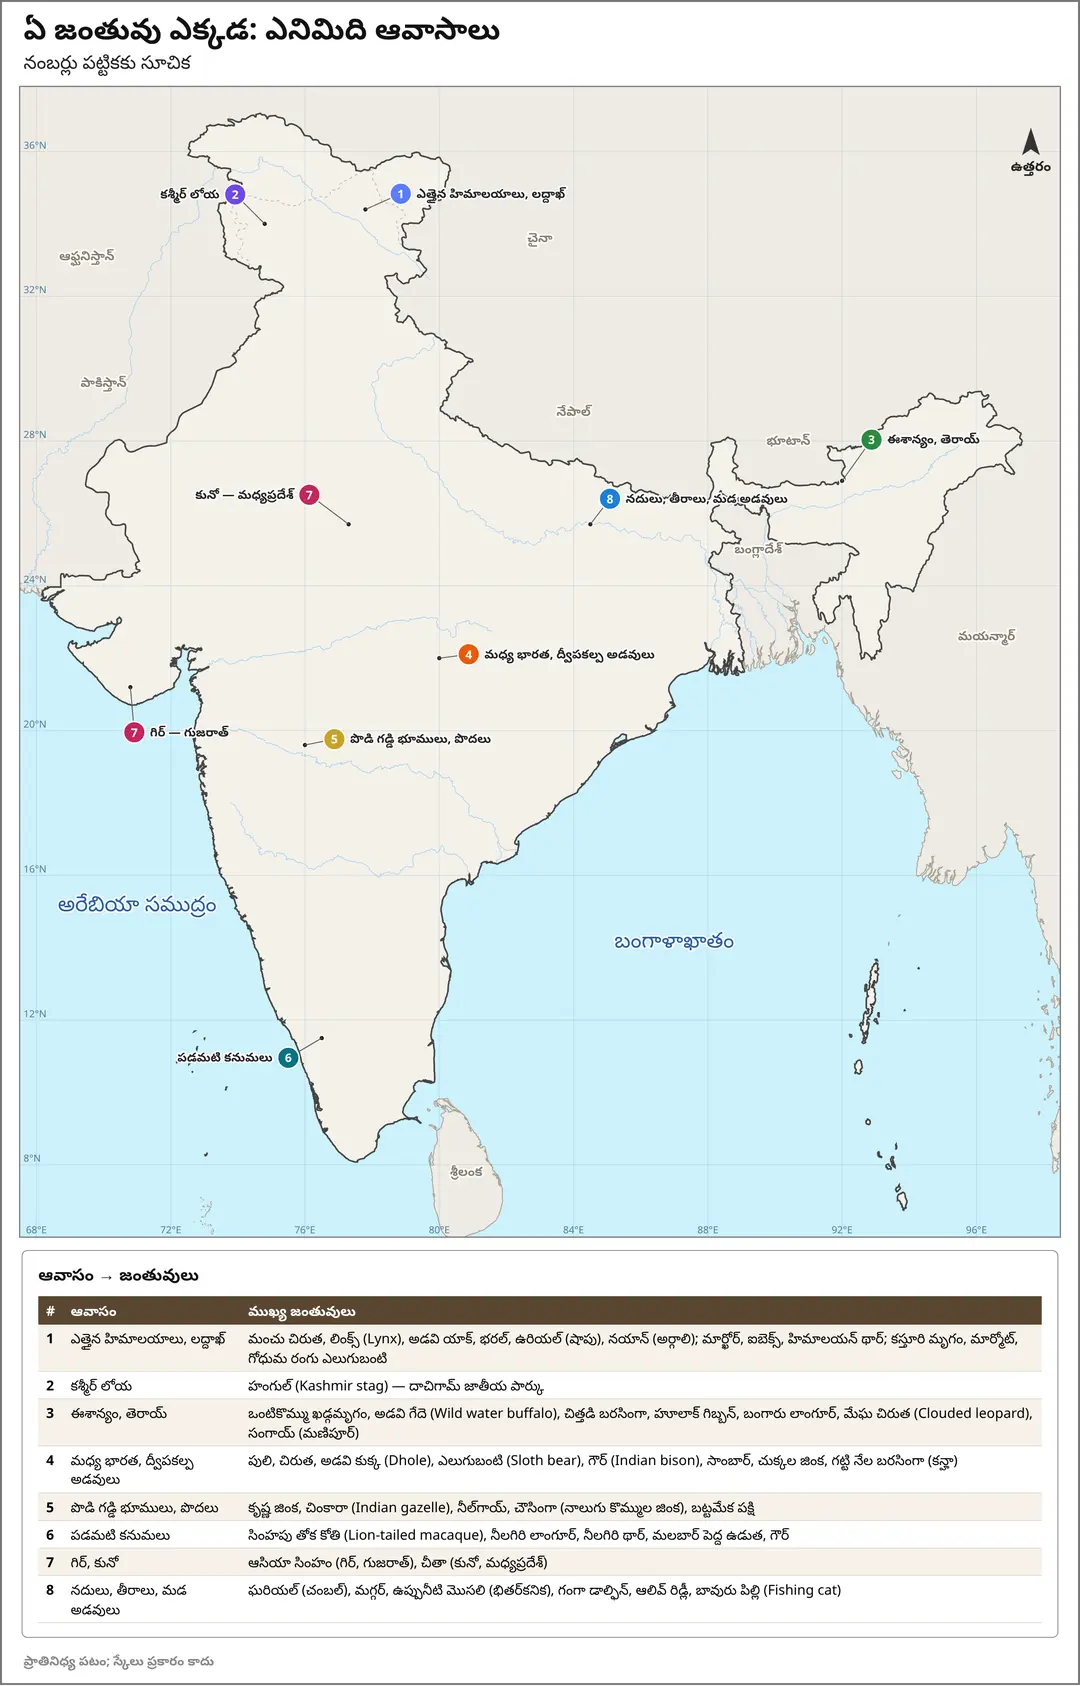 ఏ జంతువు ఎక్కడ: ఎనిమిది ఆవాసాలు
నంబర్లు పట్టికకు సూచిక
36°N
32°N
28°N
24°N
20°N
16°N
12°N
8°N
68°E
72°E
76°E
80°E
84°E
88°E
92°E
96°E
ఉత్తరం
కశ్మీర్ లోయ 2
1 ఎత్తైన హిమాలయాలు, లద్దాఖ్
ఆఫ్ఘనిస్తాన్
చైనా
పాకిస్తాన్
నేపాల్
భూటాన్
3 ఈశాన్యం, తెరాయ్
కునో — మధ్యప్రదేశ్ 7
8 నదులు, తీరాలు, మడ అడవులు
బంగ్లాదేశ్
మయన్మార్
4 మధ్య భారత, ద్వీపకల్ప అడవులు
7 గిర్ — గుజరాత్
5 పొడి గడ్డి భూములు, పొదలు
అరేబియా సముద్రం
బంగాళాఖాతం
పడమటి కనుమలు 6
శ్రీలంక
ఆవాసం → జంతువులు
# ఆవాసం ముఖ్య జంతువులు
1 ఎత్తైన హిమాలయాలు, లద్దాఖ్ మంచు చిరుత, లింక్స్ (Lynx), అడవి యాక్, భరల్, ఉరియల్ (షాపు), నయాన్ (అర్గాలి); మార్ఖోర్, ఐబెక్స్, హిమాలయన్ థార్; కస్తూరి మృగం, మార్మోట్,
గోధుమ రంగు ఎలుగుబంటి
2 కశ్మీర్ లోయ హంగుల్ (Kashmir stag) — దాచిగామ్ జాతీయ పార్కు
3 ఈశాన్యం, తెరాయ్ ఒంటికొమ్ము ఖడ్గమృగం, అడవి గేదె (Wild water buffalo), చిత్తడి బరసింగా, హూలాక్ గిబ్బన్, బంగారు లాంగూర్, మేఘ చిరుత (Clouded leopard),
సంగాయ్ (మణిపూర్)
4 మధ్య భారత, ద్వీపకల్ప పులి, చిరుత, అడవి కుక్క (Dhole), ఎలుగుబంటి (Sloth bear), గౌర్ (Indian bison), సాంబార్, చుక్కల జింక, గట్టి నేల బరసింగా (కన్హా)
అడవులు
5 పొడి గడ్డి భూములు, పొదలు కృష్ణ జింక, చింకారా (Indian gazelle), నీల్‌గాయ్, చౌసింగా (నాలుగు కొమ్ముల జింక), బట్టమేక పక్షి
6 పడమటి కనుమలు సింహపు తోక కోతి (Lion-tailed macaque), నీలగిరి లాంగూర్, నీలగిరి థార్, మలబార్ పెద్ద ఉడుత, గౌర్
7 గిర్, కునో ఆసియా సింహం (గిర్, గుజరాత్), చీతా (కునో, మధ్యప్రదేశ్)
8 నదులు, తీరాలు, మడ ఘరియల్ (చంబల్), మగ్గర్, ఉప్పునీటి మొసలి (భితర్‌కనిక), గంగా డాల్ఫిన్, ఆలివ్ రిడ్లీ, బావురు పిల్లి (Fishing cat)
అడవులు
ప్రాతినిధ్య పటం; స్కేలు ప్రకారం కాదు